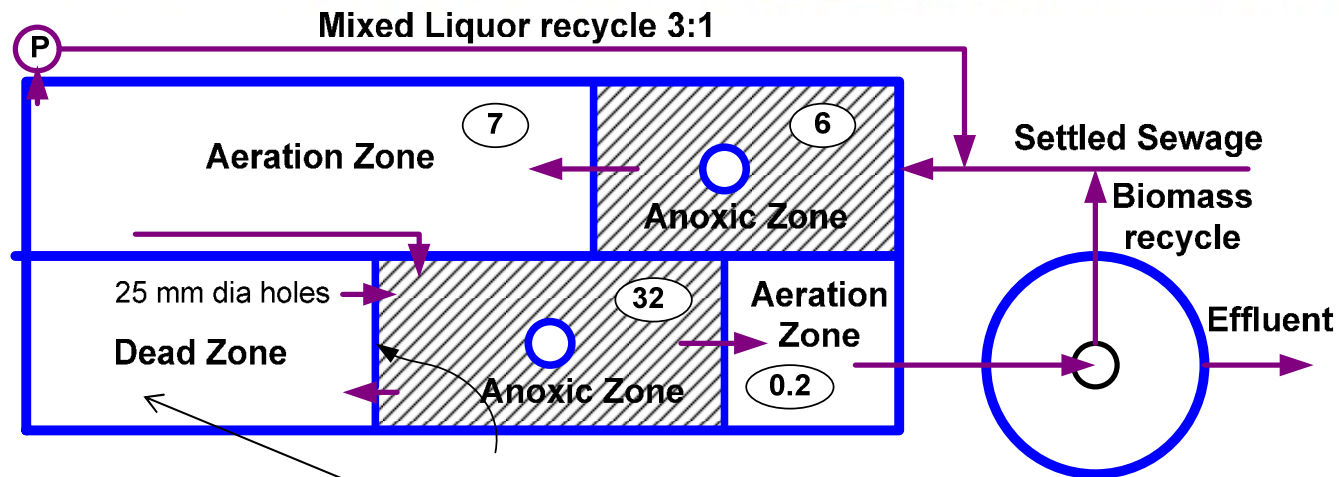 Mixed Liquor recycle 3:1
P
7
6
Aeration Zone
Settled Sewage
Anoxic Zone
Biomass
recycle
25 mm dia holes
32
Aeration
Zone
Effluent
Dead Zone
Anoxic Zone
0.2